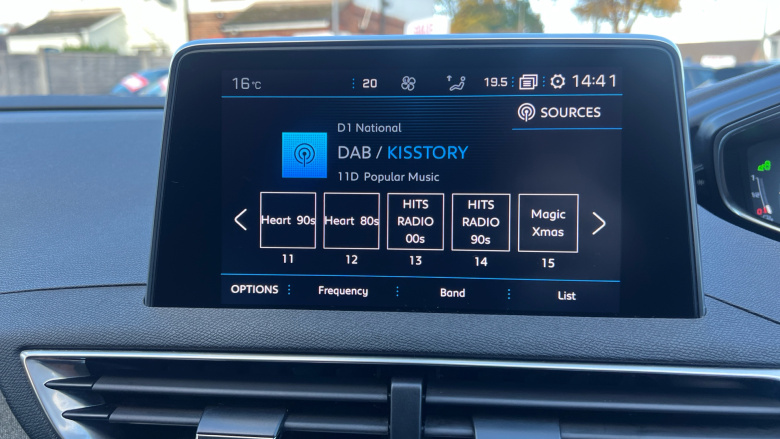 16°C 20 19.5 14:41
SOURCES
D1 National
DAB / KISSTORY
11D Popular Music
Heart 90s Heart 80s HITS RADIO 00s HITS RADIO 90s Magic Xmas
11 12 13 14 15
OPTIONS Frequency Band List